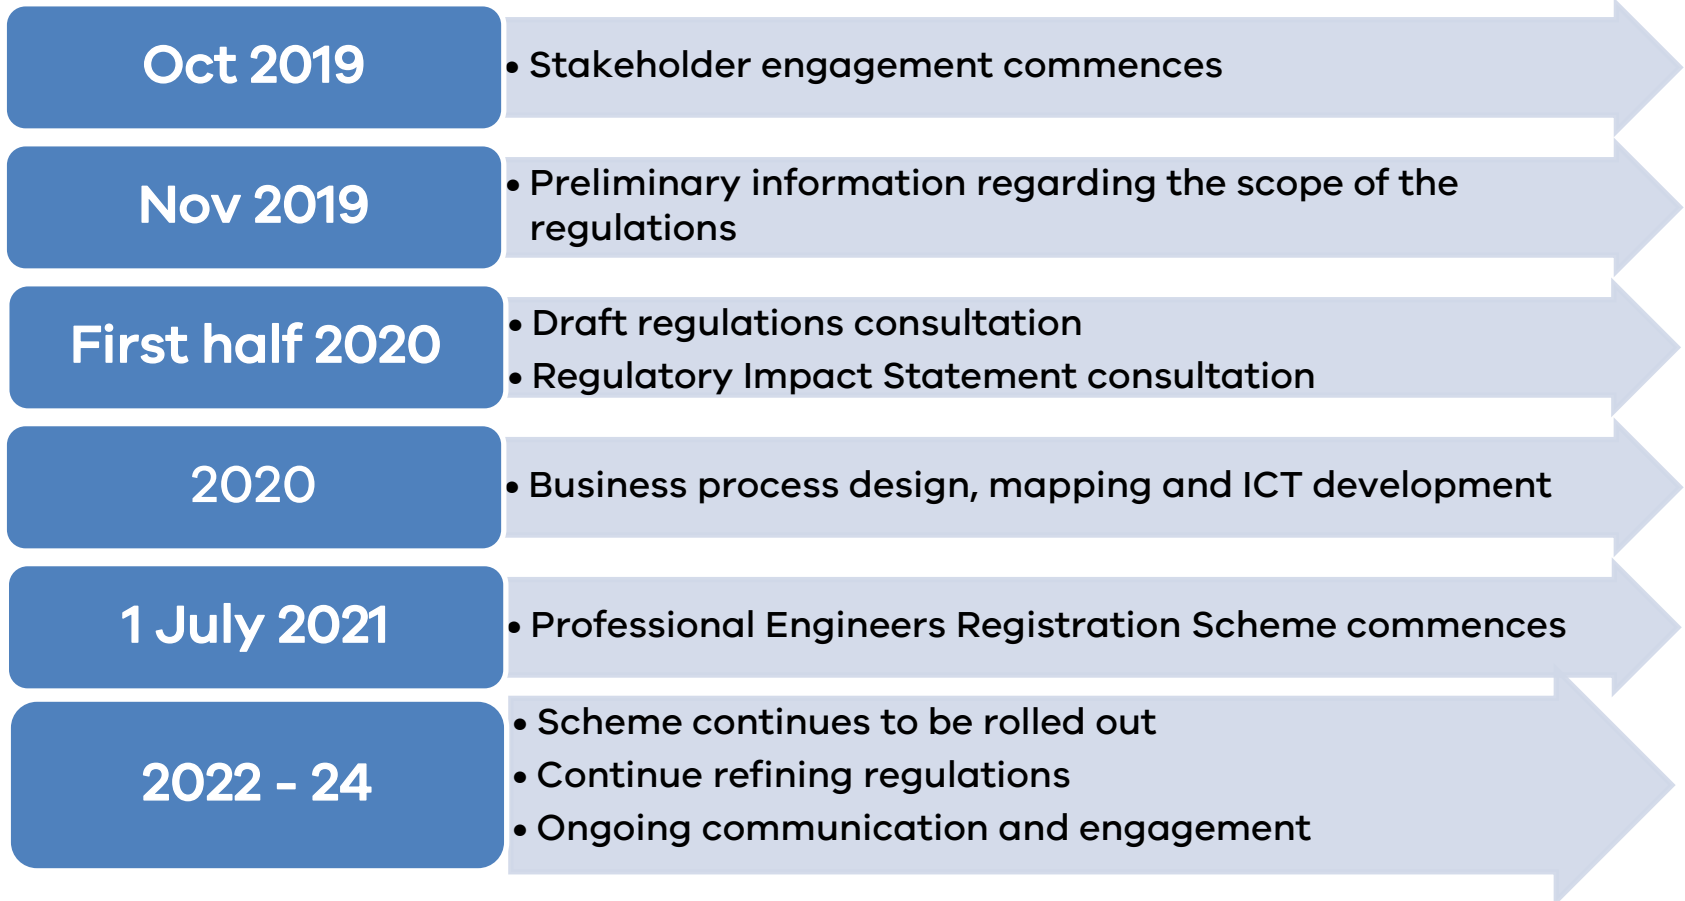 Oct 2019
• Stakeholder engagement commences
Nov 2019
• Preliminary information regarding the scope of the
regulations
First half 2020
• Draft regulations consultation
• Regulatory Impact Statement consultation
2020
• Business process design, mapping and ICT development
1 July 2021
• Professional Engineers Registration Scheme commences
2022 - 24
• Scheme continues to be rolled out
• Continue refining regulations
• Ongoing communication and engagement